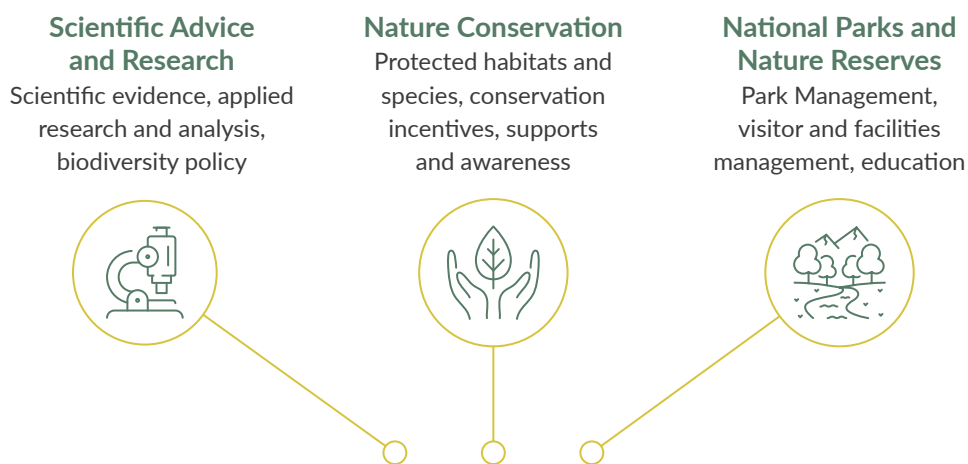 Scientific Advice
and Research
Scientific evidence, applied
research and analysis,
biodiversity policy
Nature Conservation
Protected habitats and
species, conservation
incentives, supports
and awareness
National Parks and
Nature Reserves
Park Management,
visitor and facilities
management, education